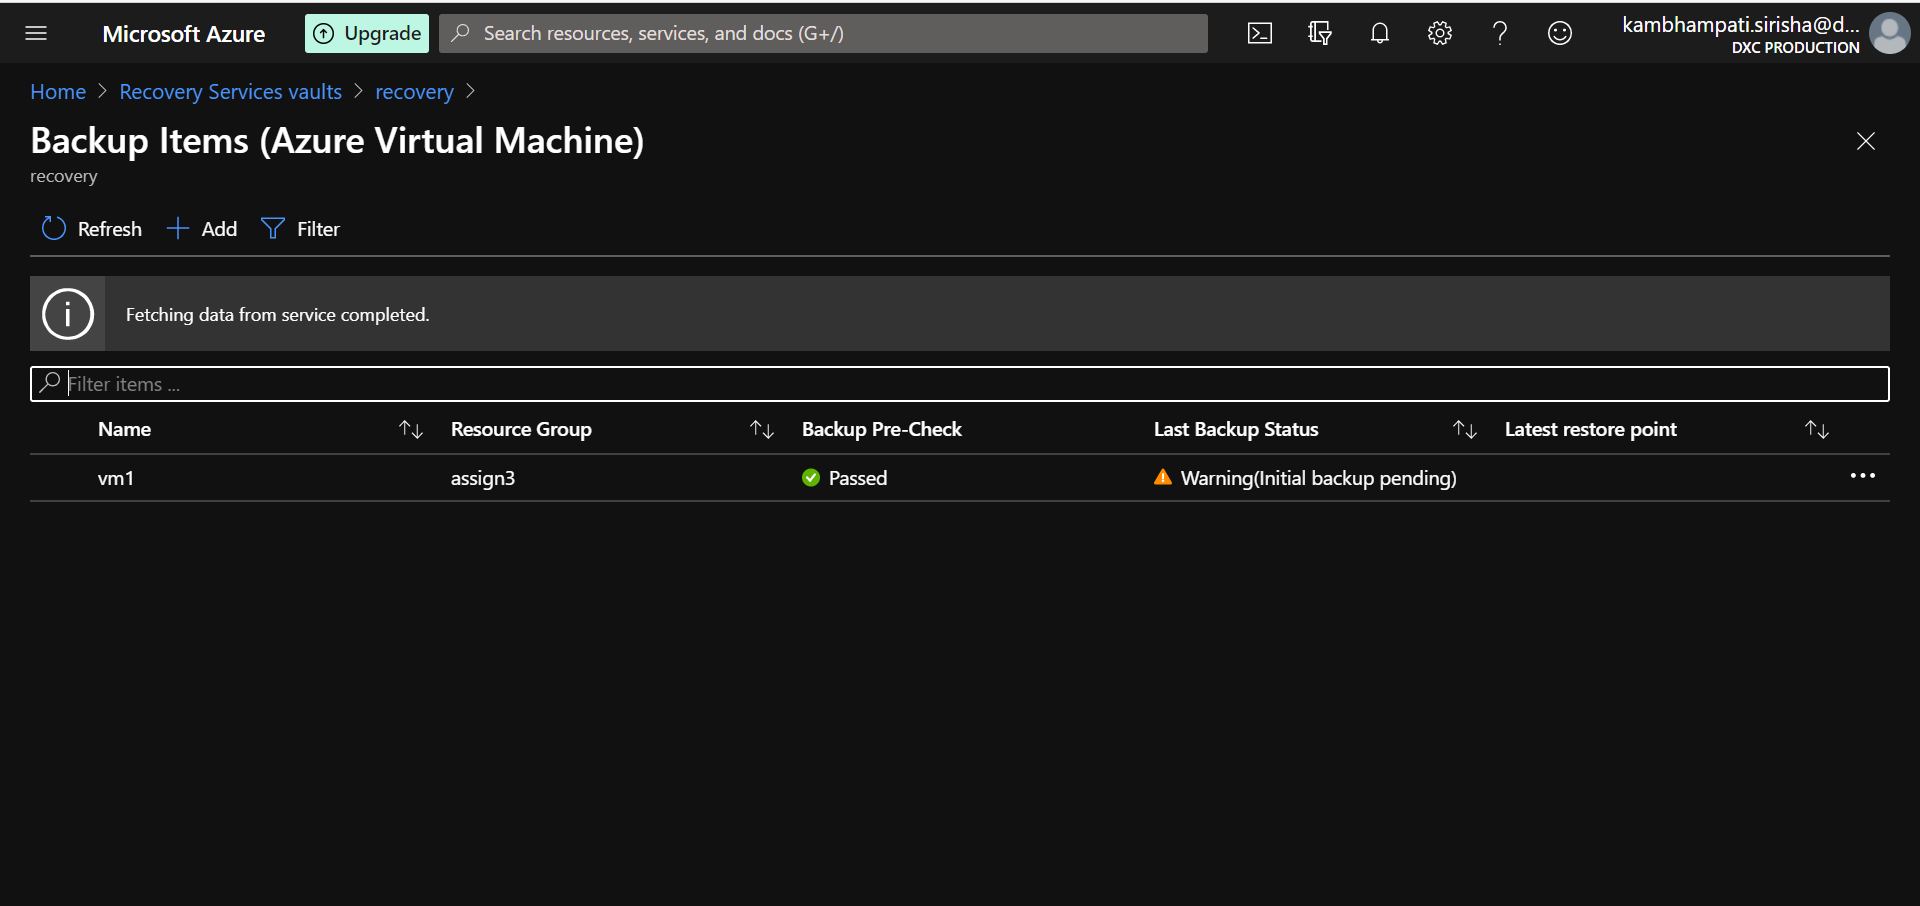 Microsoft Azure
Upgrade
Search resources, services, and docs (G+/)
kambhampati.sirisha@d...
DXC PRODUCTION
Home > Recovery Services vaults > recovery >
Backup Items (Azure Virtual Machine)
recovery
Refresh
Add
Filter
Fetching data from service completed.
Filter items ...
Name Resource Group Backup Pre-Check Last Backup Status Latest restore point
vm1 assign3 Passed Warning(Initial backup pending)